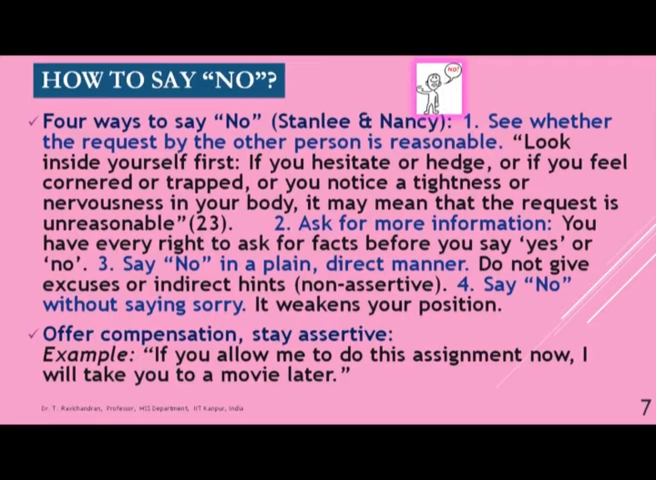 HOW TO SAY “NO”?
NO!
✓ Four ways to say “No” (Stanlee & Nancy): 1. See whether
the request by the other person is reasonable. “Look
inside yourself first: If you hesitate or hedge, or if you feel
cornered or trapped, or you notice a tightness or
nervousness in your body, it may mean that the request is
unreasonable”(23). 2. Ask for more information: You
have every right to ask for facts before you say ‘yes’ or
‘no’. 3. Say “No” in a plain, direct manner. Do not give
excuses or indirect hints (non-assertive). 4. Say “No”
without saying sorry. It weakens your position.
✓ Offer compensation, stay assertive:
Example: “If you allow me to do this assignment now, I
will take you to a movie later.”
Dr. T. Ravichandran, Professor, HSS Department, IIT Kanpur, India
7